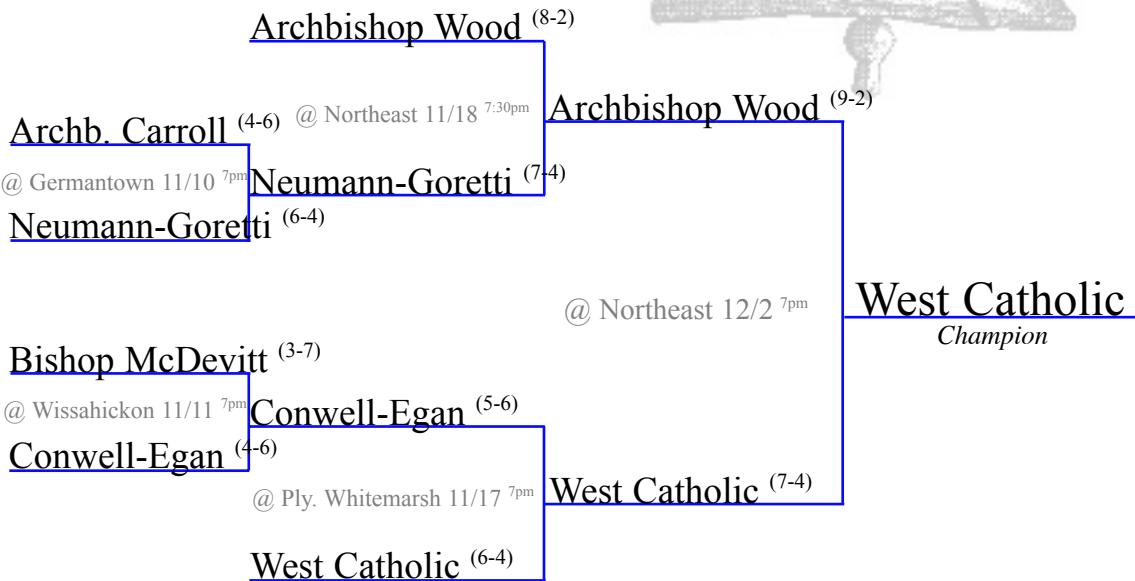 Archbishop Wood (8-2)
@ Northeast 11/18 7:30pm
Archbishop Wood (9-2)
Archb. Carroll (4-6)
@ Germantown 11/10 7pm
Neumann-Goretti (7-4)
Neumann-Goretti (6-4)
@ Northeast 12/2 7pm
West Catholic
Champion
Bishop McDevitt (3-7)
@ Wissahickon 11/11 7pm
Conwell-Egan (5-6)
Conwell-Egan (4-6)
@ Ply. Whitemarsh 11/17 7pm
West Catholic (7-4)
West Catholic (6-4)